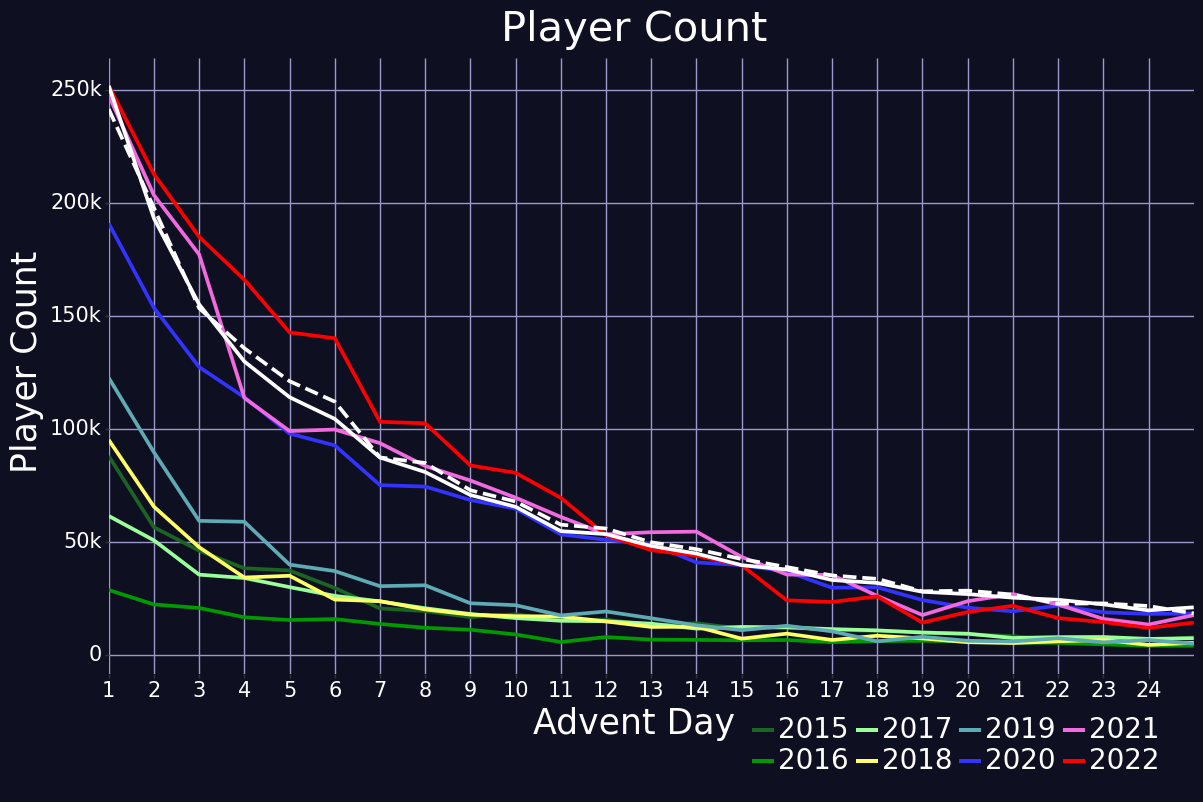 Player Count
Player Count
250k
200k
150k
100k
50k
0
1 2 3 4 5 6 7 8 9 10 11 12 13 14 15 16 17 18 19 20 21 22 23 24
Advent Day
2015 2017 2019 2021
2016 2018 2020 2022